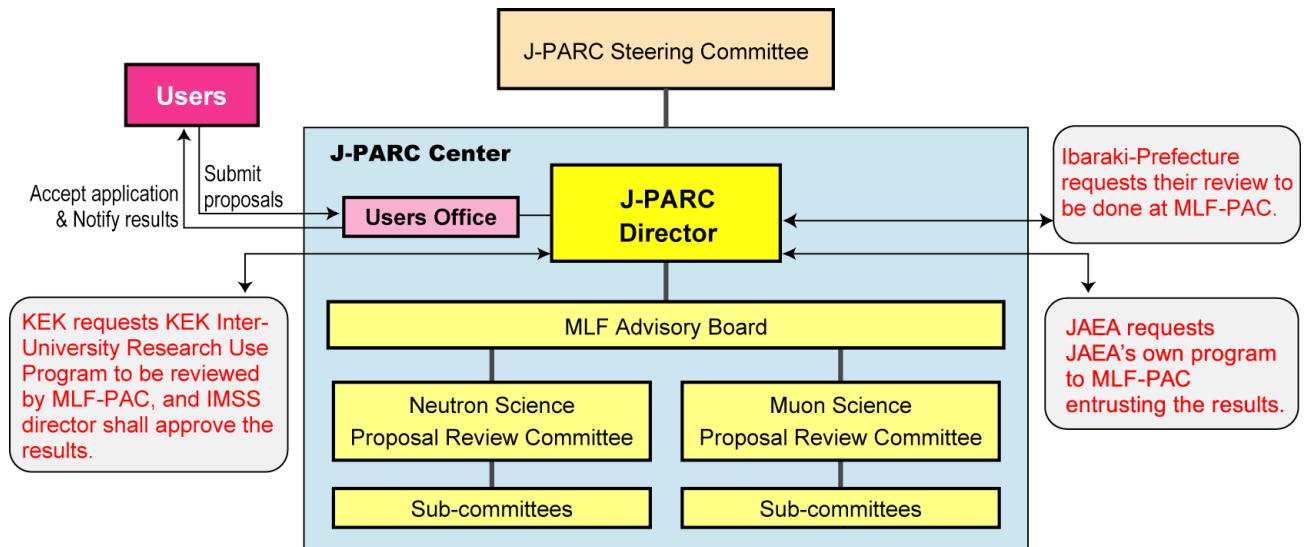 J-PARC Steering Committee
Users
J-PARC Center
Submit
proposals
Accept application
& Notify results
Users Office
J-PARC
Director
Ibaraki-Prefecture
requests their review to
be done at MLF-PAC.
KEK requests KEK Inter-
University Research Use
Program to be reviewed
by MLF-PAC, and IMSS
director shall approve the
results.
MLF Advisory Board
JAEA requests
JAEA's own program
to MLF-PAC
entrusting the results.
Neutron Science
Proposal Review Committee
Muon Science
Proposal Review Committee
Sub-committees
Sub-committees